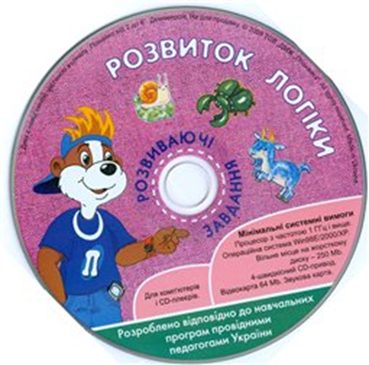 РОЗВИТОК ЛОГІКИ
РОЗВИВАЮЧІ
ЗАВДАННЯ
П
Для комп'ютерів
і CD-плеєрів.
Мінімальні системні вимоги
Процесор з частотою 1 ГГц і вище.
Операційна система Win98E/2000/XP.
Вільне місце на жорсткому
диску – 250 Mb.
4-швидкісний CD-привід.
Відеокарта 64 Mb. Звукова карта.
Розроблено відповідно до навчальних
програм провідними
педагогами України